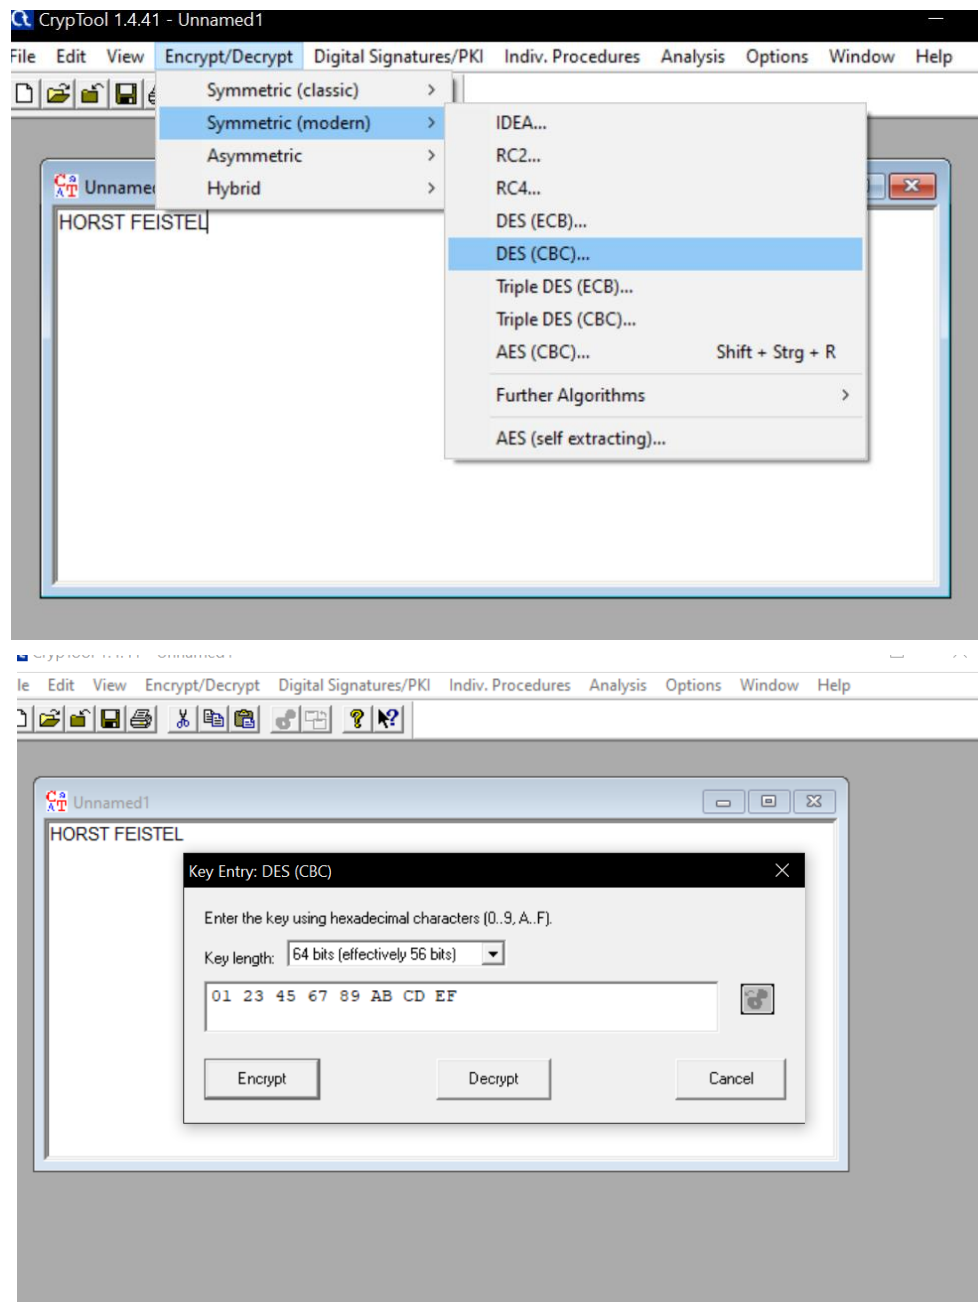 CrypTool 1.4.41 - Unnamed1
File Edit View Encrypt/Decrypt Digital Signatures/PKI Indiv. Procedures Analysis Options Window Help
Symmetric (classic)
Symmetric (modern)
Asymmetric
Hybrid
IDEA...
RC2...
RC4...
DES (ECB)...
DES (CBC)...
Triple DES (ECB)...
Triple DES (CBC)...
AES (CBC)... Shift + Strg + R
Further Algorithms
AES (self extracting)...
Unname
HORST FEISTEL
le Edit View Encrypt/Decrypt Digital Signatures/PKI Indiv. Procedures Analysis Options Window Help
Unnamed1
HORST FEISTEL
Key Entry: DES (CBC)
Enter the key using hexadecimal characters (0..9, A..F).
Key length: 64 bits (effectively 56 bits)
01 23 45 67 89 AB CD EF
Encrypt Decrypt Cancel